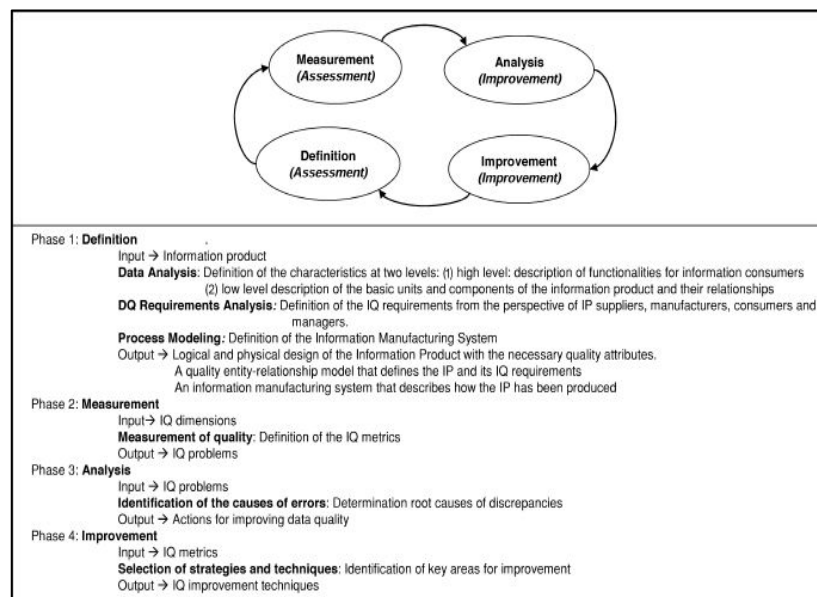 Measurement
(Assessment)
Analysis
(Improvement)
Definition
(Assessment)
Improvement
(Improvement)
Phase 1: Definition
Input → Information product
Data Analysis: Definition of the characteristics at two levels: (1) high level: description of functionalities for information consumers
(2) low level description of the basic units and components of the information product and their relationships
DQ Requirements Analysis: Definition of the IQ requirements from the perspective of IP suppliers, manufacturers, consumers and
managers.
Process Modeling: Definition of the Information Manufacturing System
Output → Logical and physical design of the Information Product with the necessary quality attributes.
A quality entity-relationship model that defines the IP and its IQ requirements
An information manufacturing system that describes how the IP has been produced
Phase 2: Measurement
Input→ IQ dimensions
Measurement of quality: Definition of the IQ metrics
Output → IQ problems
Phase 3: Analysis
Input → IQ problems
Identification of the causes of errors: Determination root causes of discrepancies
Output → Actions for improving data quality
Phase 4: Improvement
Input → IQ metrics
Selection of strategies and techniques: Identification of key areas for improvement
Output → IQ improvement techniques